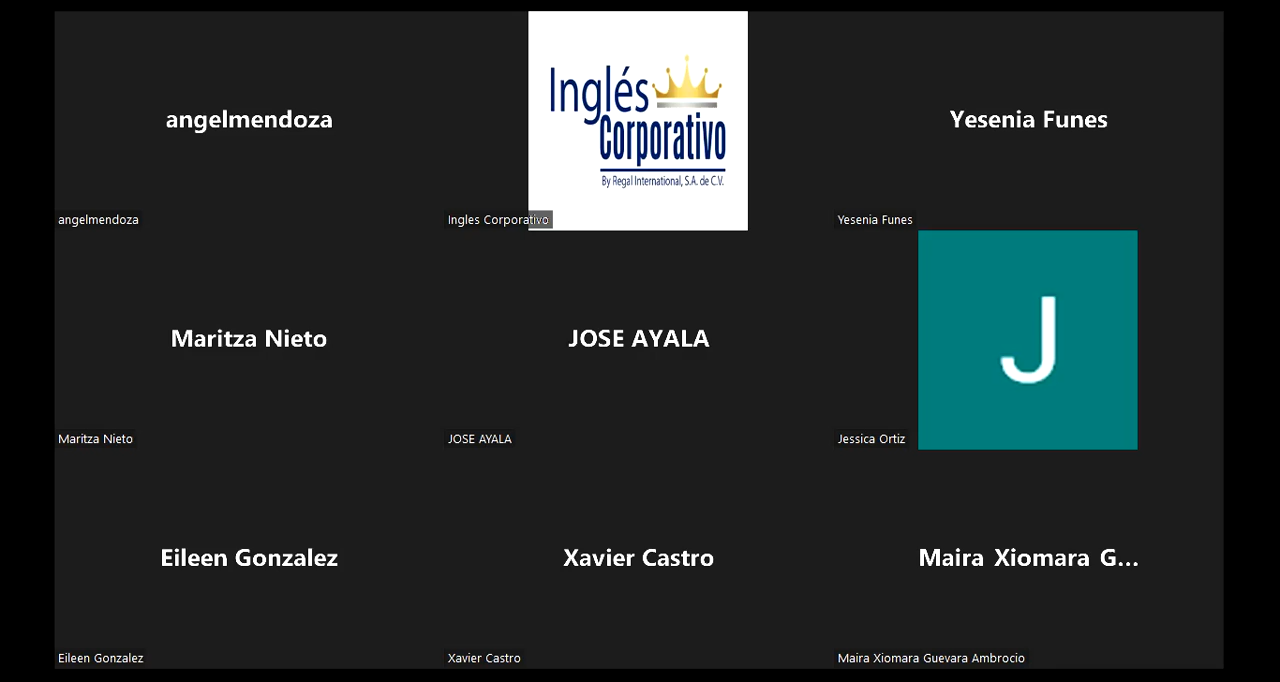 angelmendoza
angelmendoza
Inglés
Corporativo
By Regal International, S.A. de C.V.
Ingles Corporativo
Yesenia Funes
Yesenia Funes
Maritza Nieto
Maritza Nieto
JOSE AYALA
JOSE AYALA
J
Jessica Ortiz
Eileen Gonzalez
Eileen Gonzalez
Xavier Castro
Xavier Castro
Maira Xiomara G...
Maira Xiomara Guevara Ambrocio